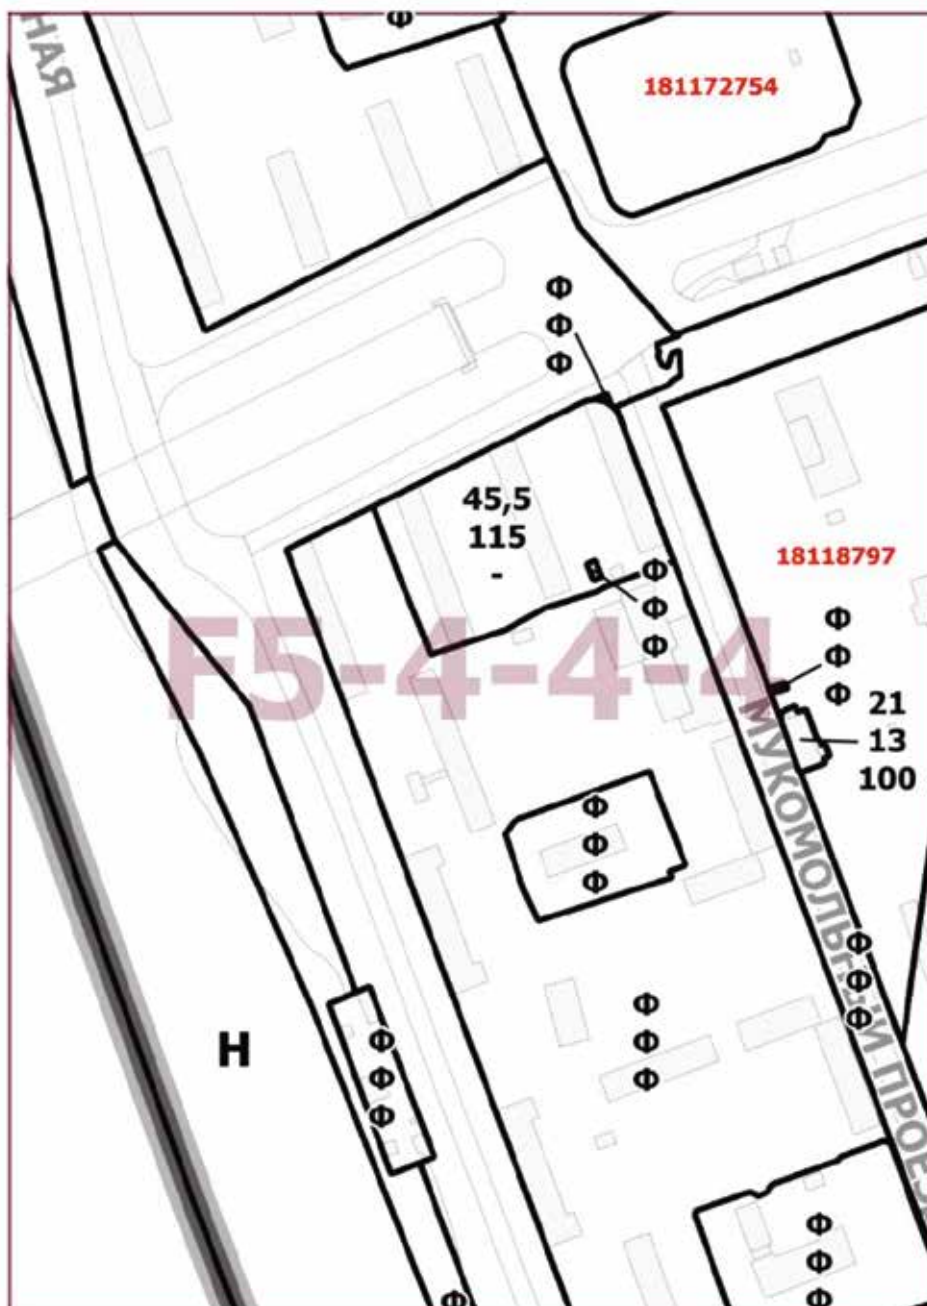 Ф
НАЯ
181172754
Ф
Ф
Ф
45,5
115
-
18118797
Ф
Ф
Ф
F5-4-4-4
Ф
Ф
Ф
21
13
100
МУКОМОЛЬНЫЙ ПРОЕЗ
Ф
Ф
Ф
Ф
Ф
Ф
Ф
Ф
Ф
Н
Ф
Ф
Ф
Ф
Ф
Ф
Ф